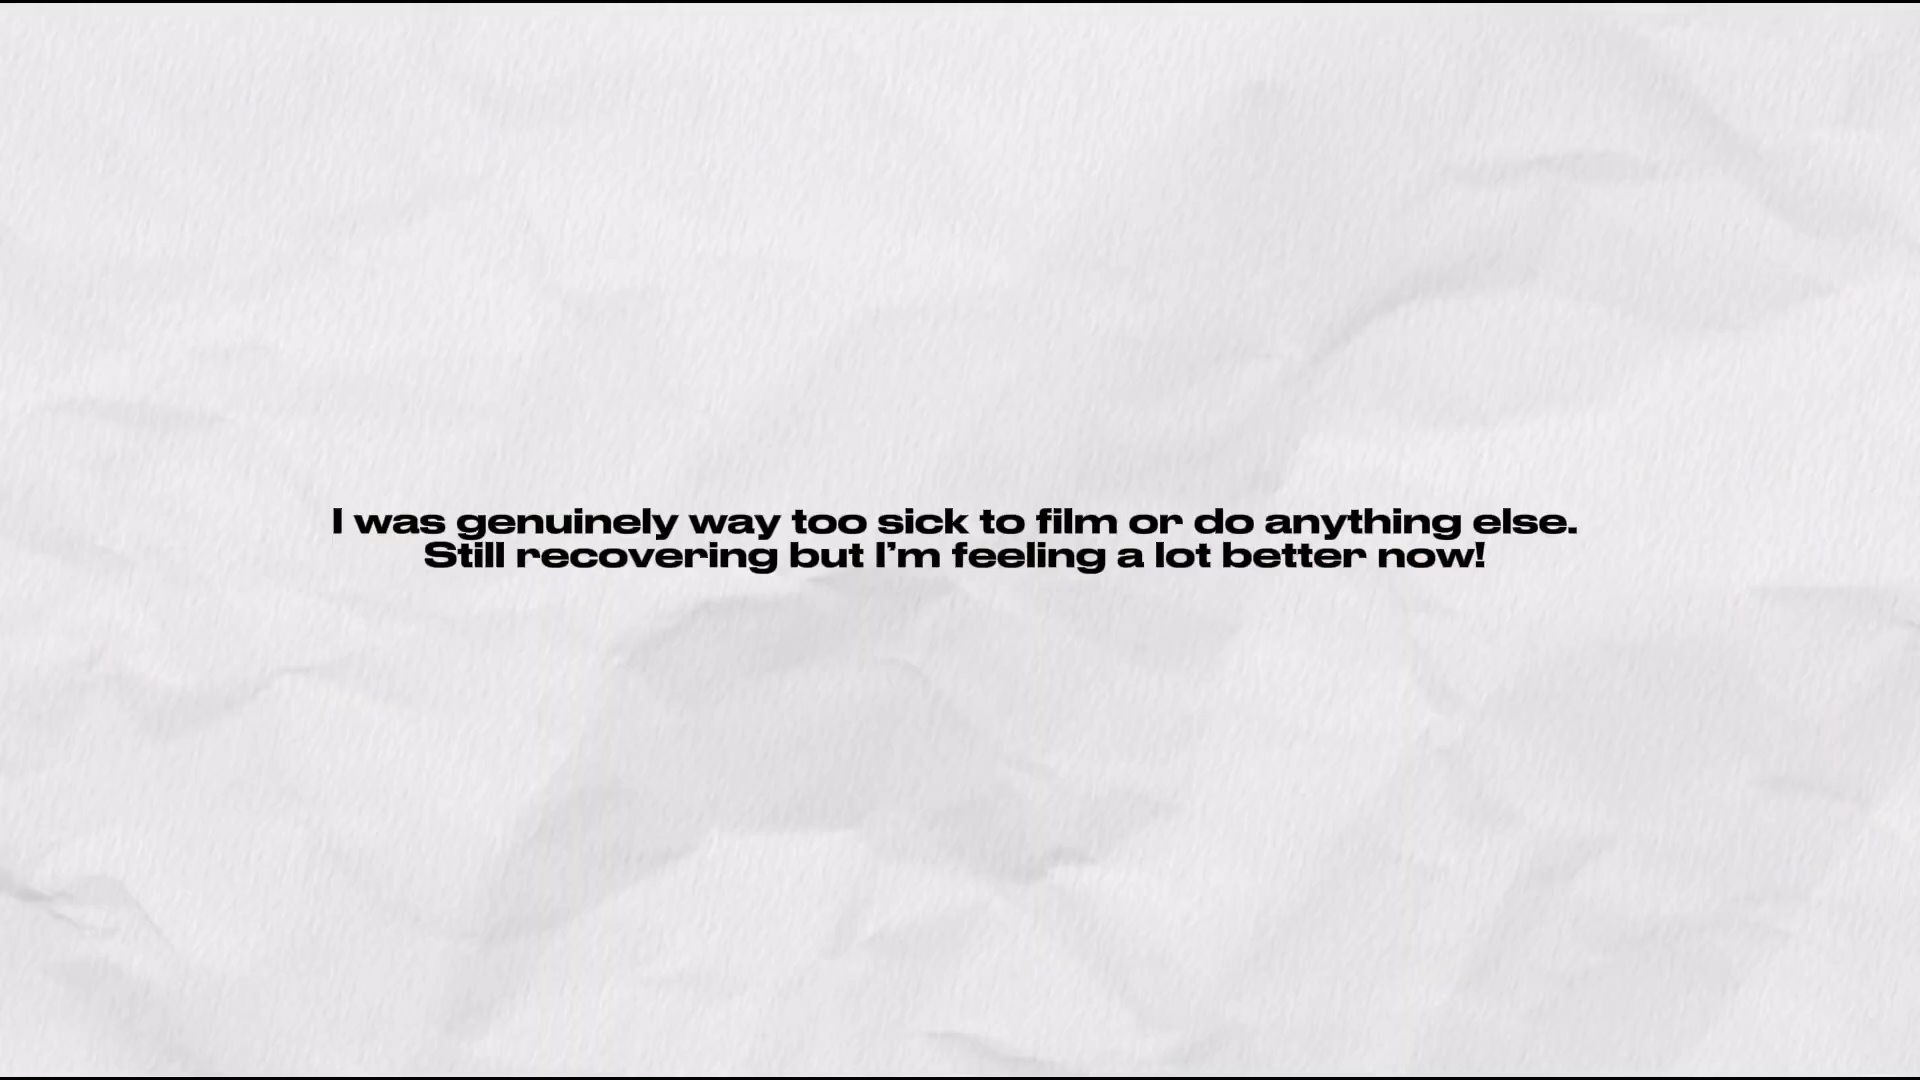 I was genuinely way too sick to film or do anything else.
Still recovering but I’m feeling a lot better now!